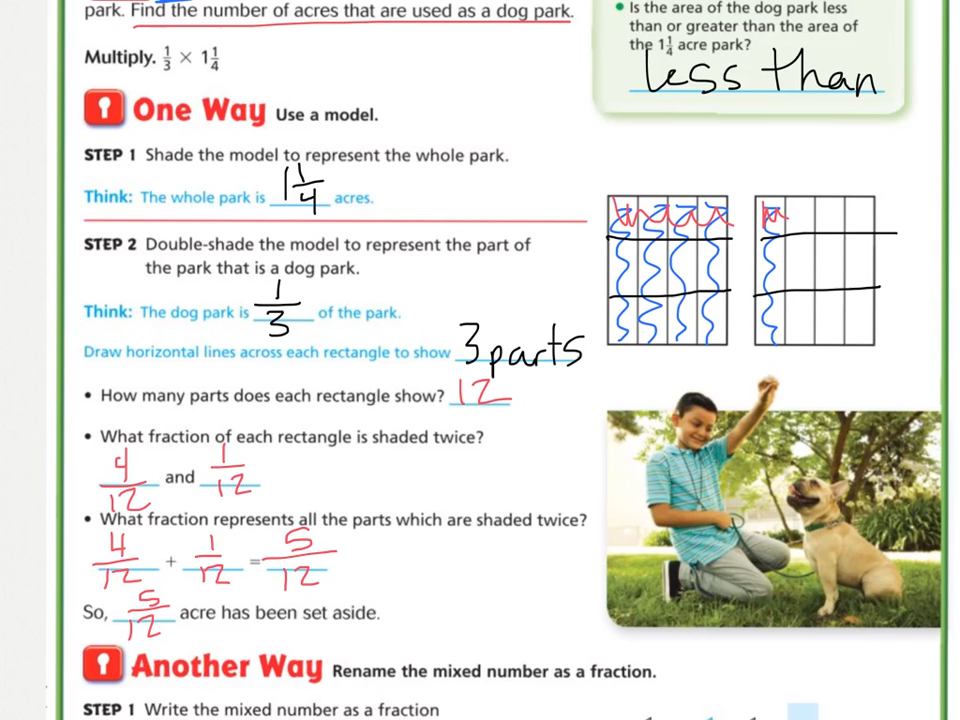 park. Find the number of acres that are used as a dog park.
Multiply. 1/3 × 1 1/4
• Is the area of the dog park less
than or greater than the area of
the 1 1/4 acre park?
less than
One Way Use a model.
STEP 1 Shade the model to represent the whole park.
Think: The whole park is 1 1/4 acres.
STEP 2 Double-shade the model to represent the part of
the park that is a dog park.
Think: The dog park is 1/3 of the park.
Draw horizontal lines across each rectangle to show 3 parts
• How many parts does each rectangle show? 12
• What fraction of each rectangle is shaded twice?
4/12 and 1/12
• What fraction represents all the parts which are shaded twice?
4/12 + 1/12 = 5/12
So, 5/12 acre has been set aside.
Another Way Rename the mixed number as a fraction.
STEP 1 Write the mixed number as a fraction